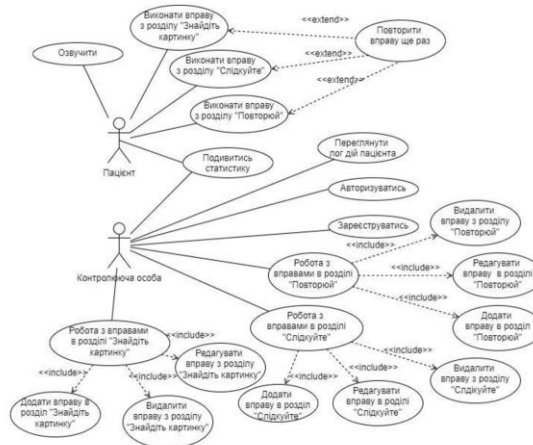 Виконати вправу
з розділу "Знайдіть
картинку"
<<extend>>
Повторити
вправу ще раз
Озвучити
<<extend>>
Виконати вправу
з розділу "Слідкуйте"
<<extend>>
Виконати вправу
з розділу "Повторюй"
Пацієнт
Подивитись
статистику
Переглянути
лог дій пацієнта
Авторизуватись
Зареєструватись
Видалити
вправу з розділу
"Повторюй"
<<include>>
Контролююча особа
Робота з
вправами в розділі
"Повторюй"
<<include>>
Редагувати
вправу в розділі
"Повторюй"
<<include>>
Додати
вправу в розділ
"Повторюй"
Робота з вправами
в розділі "Знайдіть
картинку"
<<include>>
Робота з
вправами в розділі
"Слідкуйте"
<<include>>
<<include>>
Редагувати
вправу з розділу
"Знайдіть картинку"
<<include>>
<<include>>
<<include>>
Видалити
вправу з розділу
"Слдікуйте"
Додати вправу в
розділ "Знайдіть
картинку"
Видалити
вправу з розділу
"Знайдіть картинку"
Додати
вправу в розділ
"Слідкуйте"
Редагувати
вправу в роділі
"Слідкуйте"